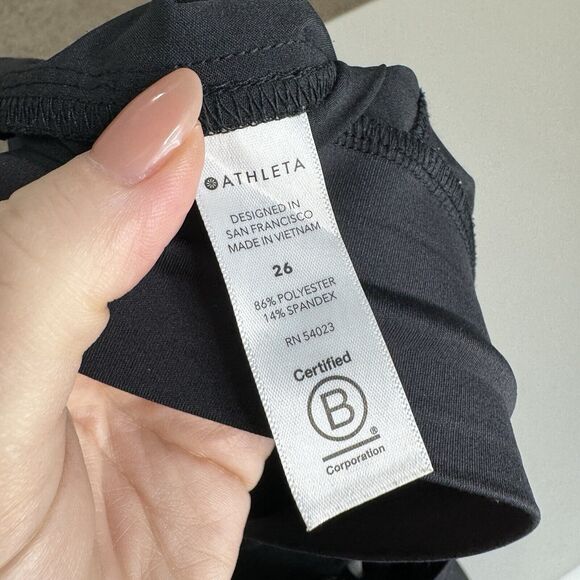 ATHLETA
DESIGNED IN
SAN FRANCISCO
MADE IN VIETNAM
26
86% POLYESTER
14% SPANDEX
RN 54023
Certified
B
®
Corporation